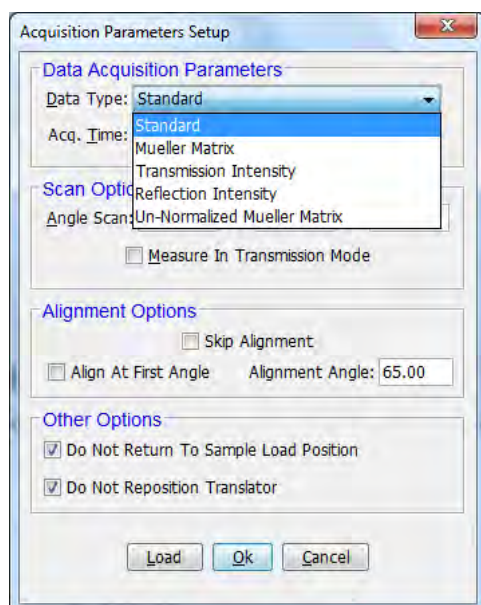 Acquisition Parameters Setup
Data Acquisition Parameters
Data Type: Standard
Standard
Acq. Time:
Mueller Matrix
Transmission Intensity
Scan Optio
Reflection Intensity
Angle Scan: Un-Normalized Mueller Matrix
Measure In Transmission Mode
Alignment Options
Skip Alignment
Align At First Angle Alignment Angle: 65.00
Other Options
Do Not Return To Sample Load Position
Do Not Reposition Translator
Load Ok Cancel